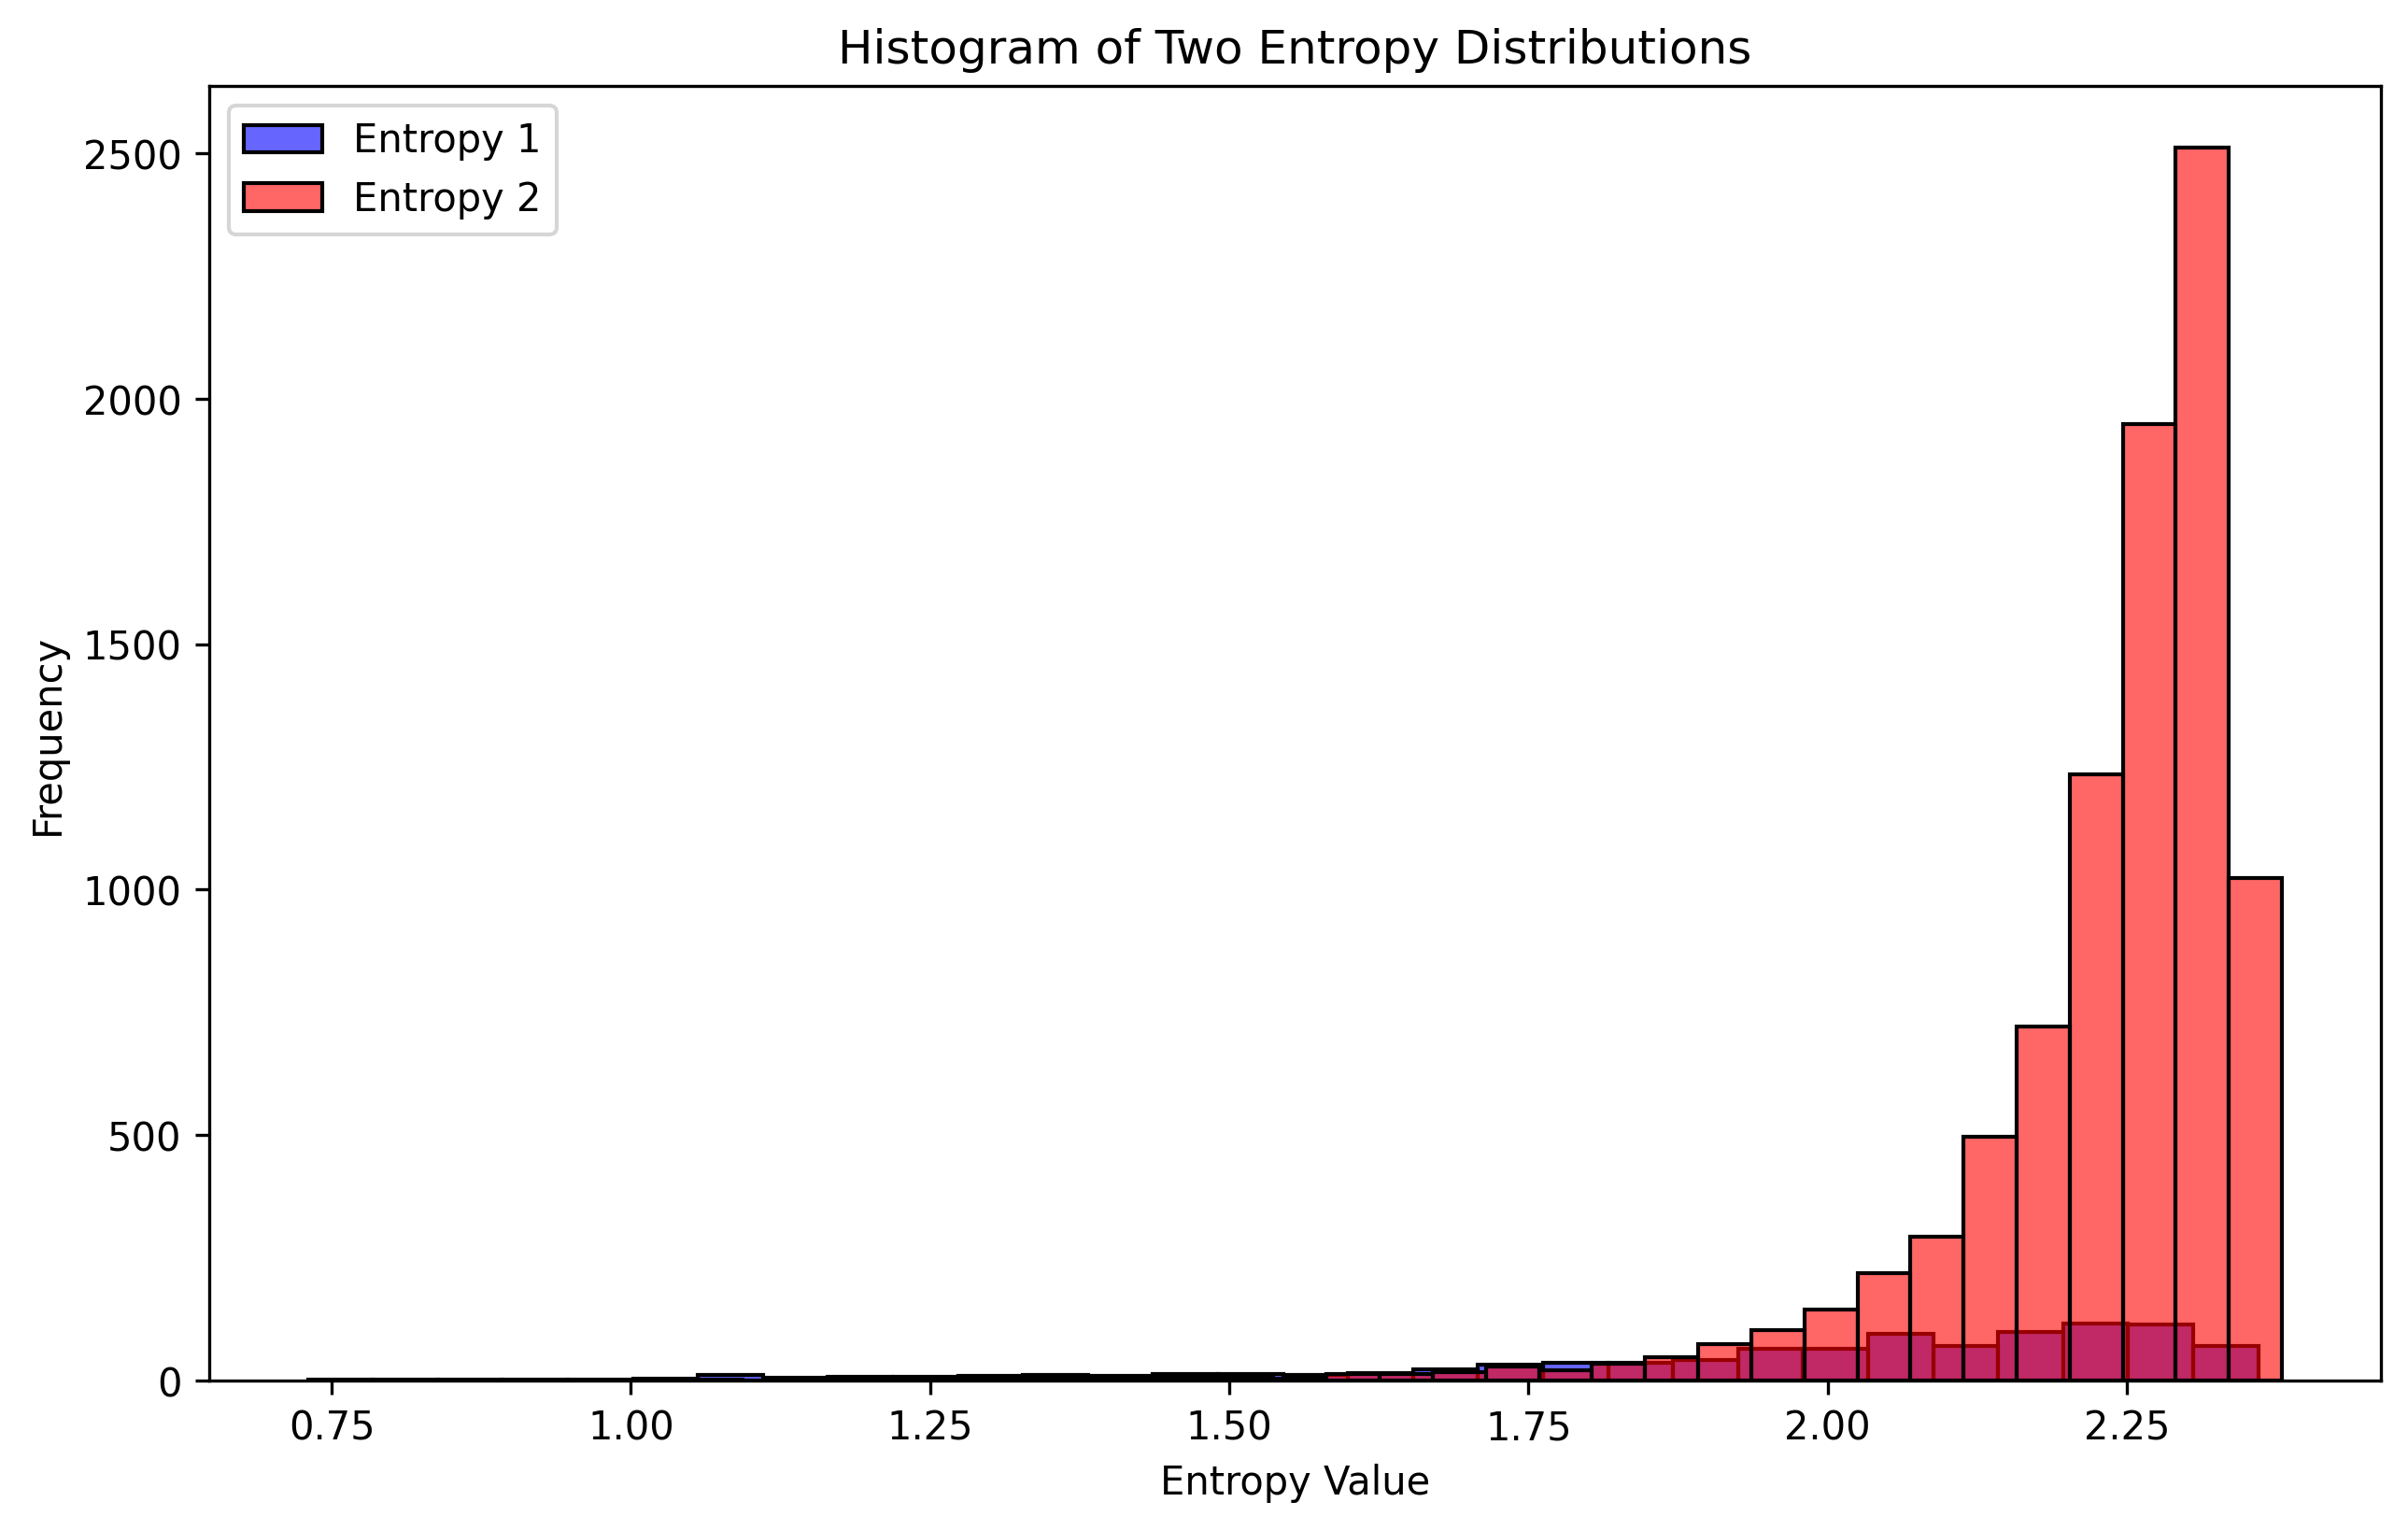 Histogram of Two Entropy Distributions
Entropy 1
Entropy 2
2500
2000
1500
1000
500
0
Frequency
0.75 1.00 1.25 1.50 1.75 2.00 2.25
Entropy Value